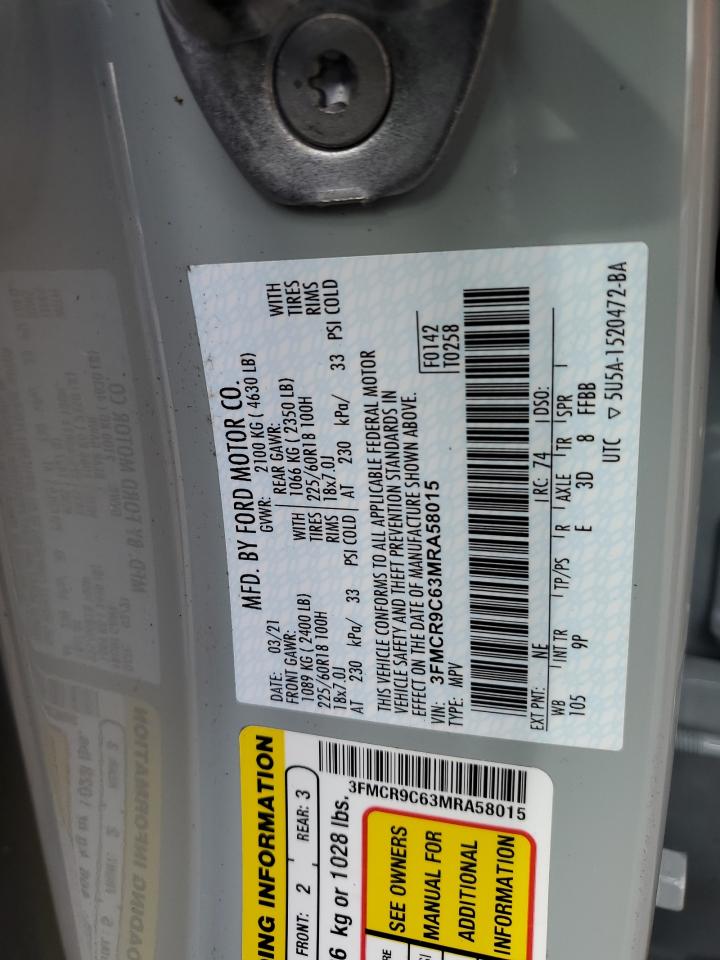 MFD. BY FORD MOTOR CO.
DATE: 03/21 GVWR: 2100 KG ( 4630 LB)
FRONT GAWR: WITH REAR GAWR: WITH
1089 KG ( 2400 LB) TIRES 1066 KG ( 2350 LB) TIRES
225/60R18 100H RIMS 225/60R18 100H RIMS
18x7.0J 18x7.0J
AT 230 kPa/ 33 PSI COLD AT 230 kPa/ 33 PSI COLD
THIS VEHICLE CONFORMS TO ALL APPLICABLE FEDERAL MOTOR
VEHICLE SAFETY AND THEFT PREVENTION STANDARDS IN
EFFECT ON THE DATE OF MANUFACTURE SHOWN ABOVE.
VIN: 3FMCR9C63MRA58015
TYPE: MPV
F0142
T0258
EXT PNT: NE RC: 74 DSO:
WB INT TR TP/PS R AXLE TR SPR
105 9P E 3D 8 FFBB
UTC ▽ 5U5A-1520472-BA
DING INFORMATION
FRONT: 2 REAR: 3
6 kg or 1028 lbs.
3FMCR9C63MRA58015
SEE OWNERS
MANUAL FOR
ADDITIONAL
INFORMATION